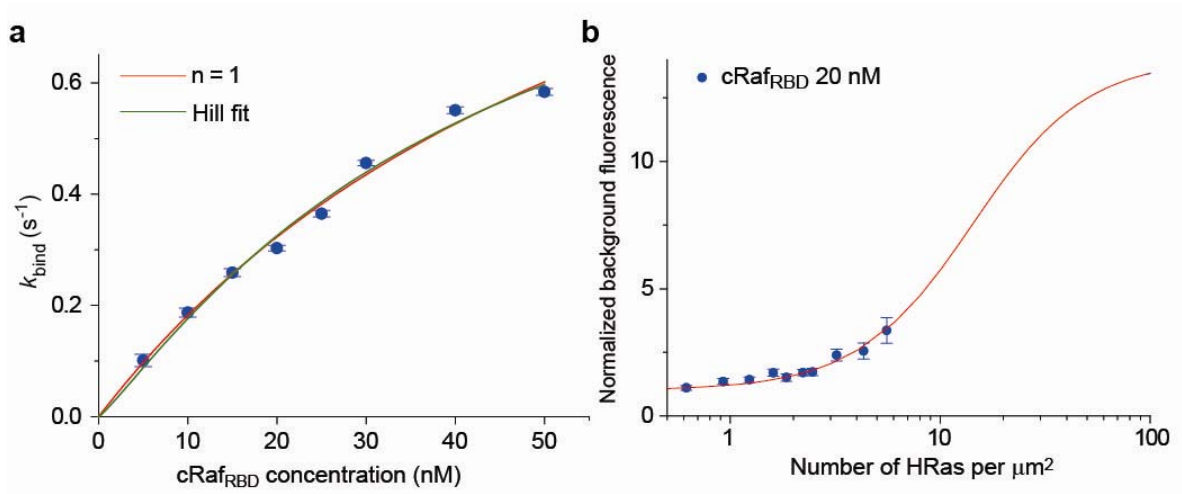 a
n = 1
Hill fit
0.6
0.4
0.2
0.0
k_bind (s⁻¹)
0
10
20
30
40
50
cRaf_RBD concentration (nM)
b
cRaf_RBD 20 nM
10
5
0
Normalized background fluorescence
1
10
100
Number of HRas per μm²